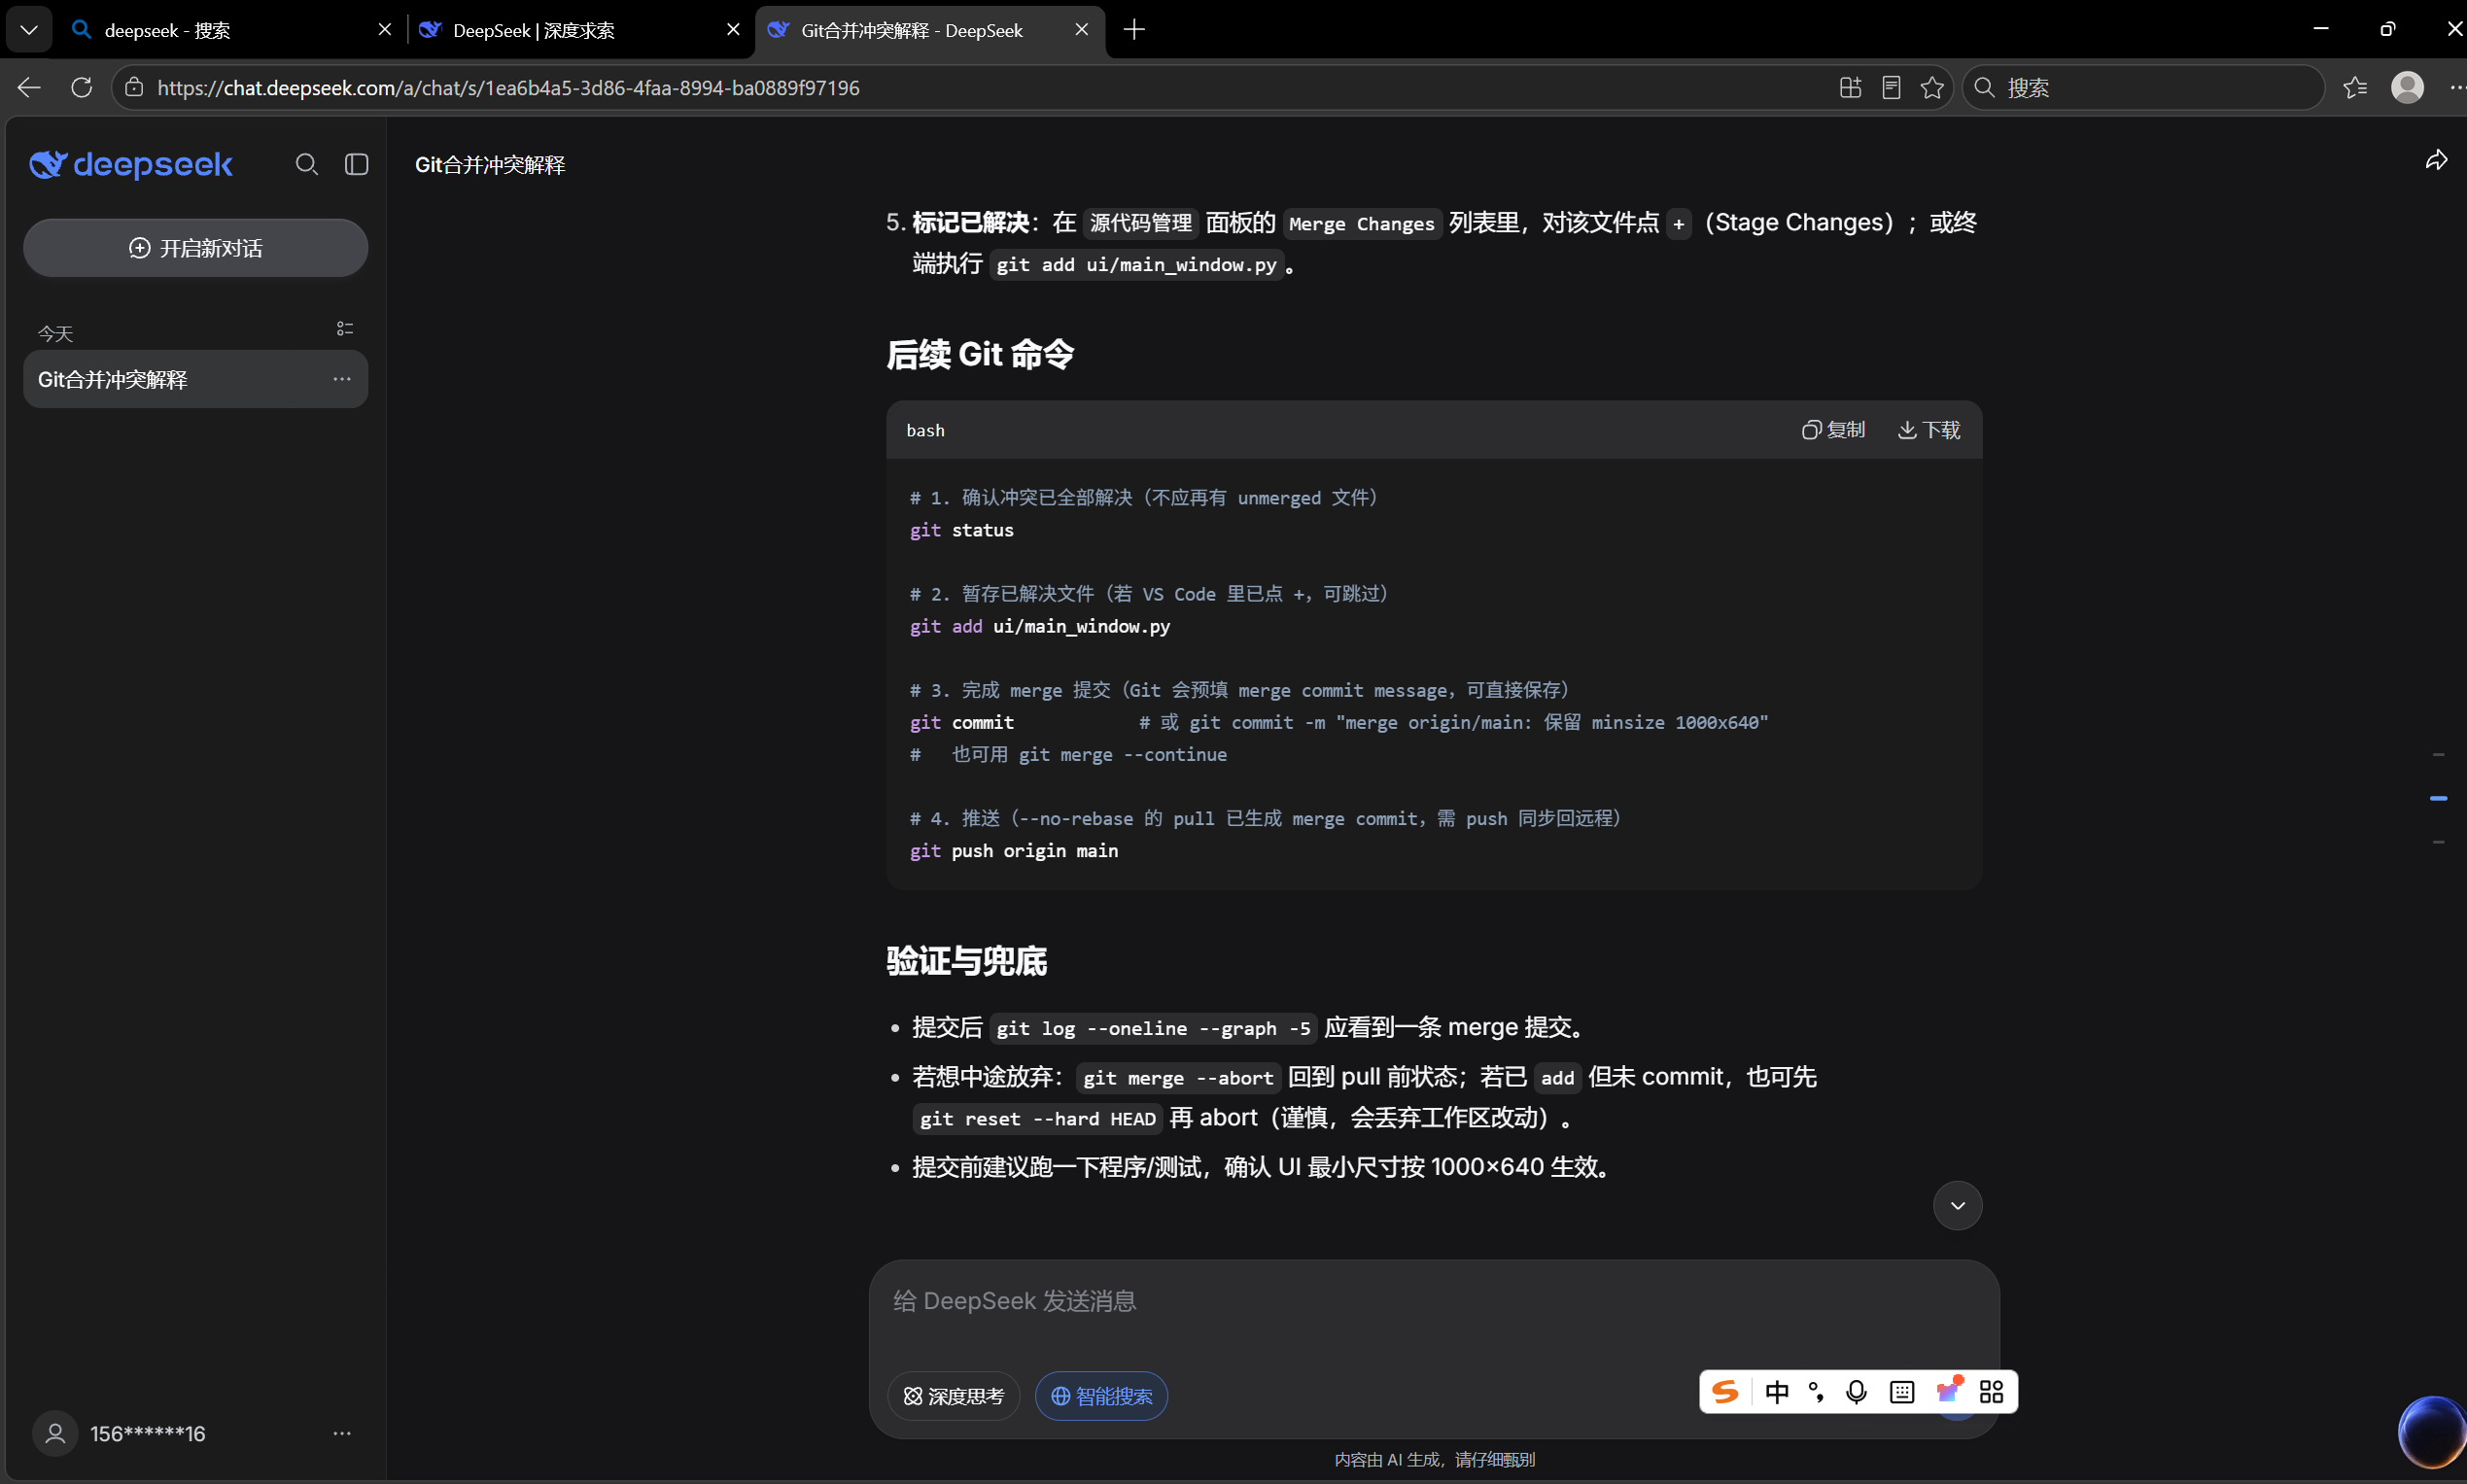 deepseek - 搜索
DeepSeek | 深度求索
Git合并冲突解释 - DeepSeek
https://chat.deepseek.com/a/chat/s/1ea6b4a5-3d86-4faa-8994-ba0889f97196
搜索
deepseek
开启新对话
今天
Git合并冲突解释
156******16
Git合并冲突解释
5. 标记已解决：在 源代码管理 面板的 Merge Changes 列表里，对该文件点 +（Stage Changes）；或终
端执行 git add ui/main_window.py 。
后续 Git 命令
bash
复制
下载
# 1. 确认冲突已全部解决（不应再有 unmerged 文件）
git status
# 2. 暂存已解决文件（若 VS Code 里已点 +，可跳过）
git add ui/main_window.py
# 3. 完成 merge 提交（Git 会预填 merge commit message，可直接保存）
git commit            # 或 git commit -m "merge origin/main: 保留 minsize 1000x640"
#   也可用 git merge --continue
# 4. 推送（--no-rebase 的 pull 已生成 merge commit，需 push 同步回远程）
git push origin main
验证与兜底
• 提交后 git log --oneline --graph -5 应看到一条 merge 提交。
• 若想中途放弃： git merge --abort 回到 pull 前状态；若已 add 但未 commit，也可先
git reset --hard HEAD 再 abort（谨慎，会丢弃工作区改动）。
• 提交前建议跑一下程序/测试，确认 UI 最小尺寸按 1000×640 生效。
给 DeepSeek 发送消息
深度思考
智能搜索
S 中
内容由 AI 生成，请仔细甄别